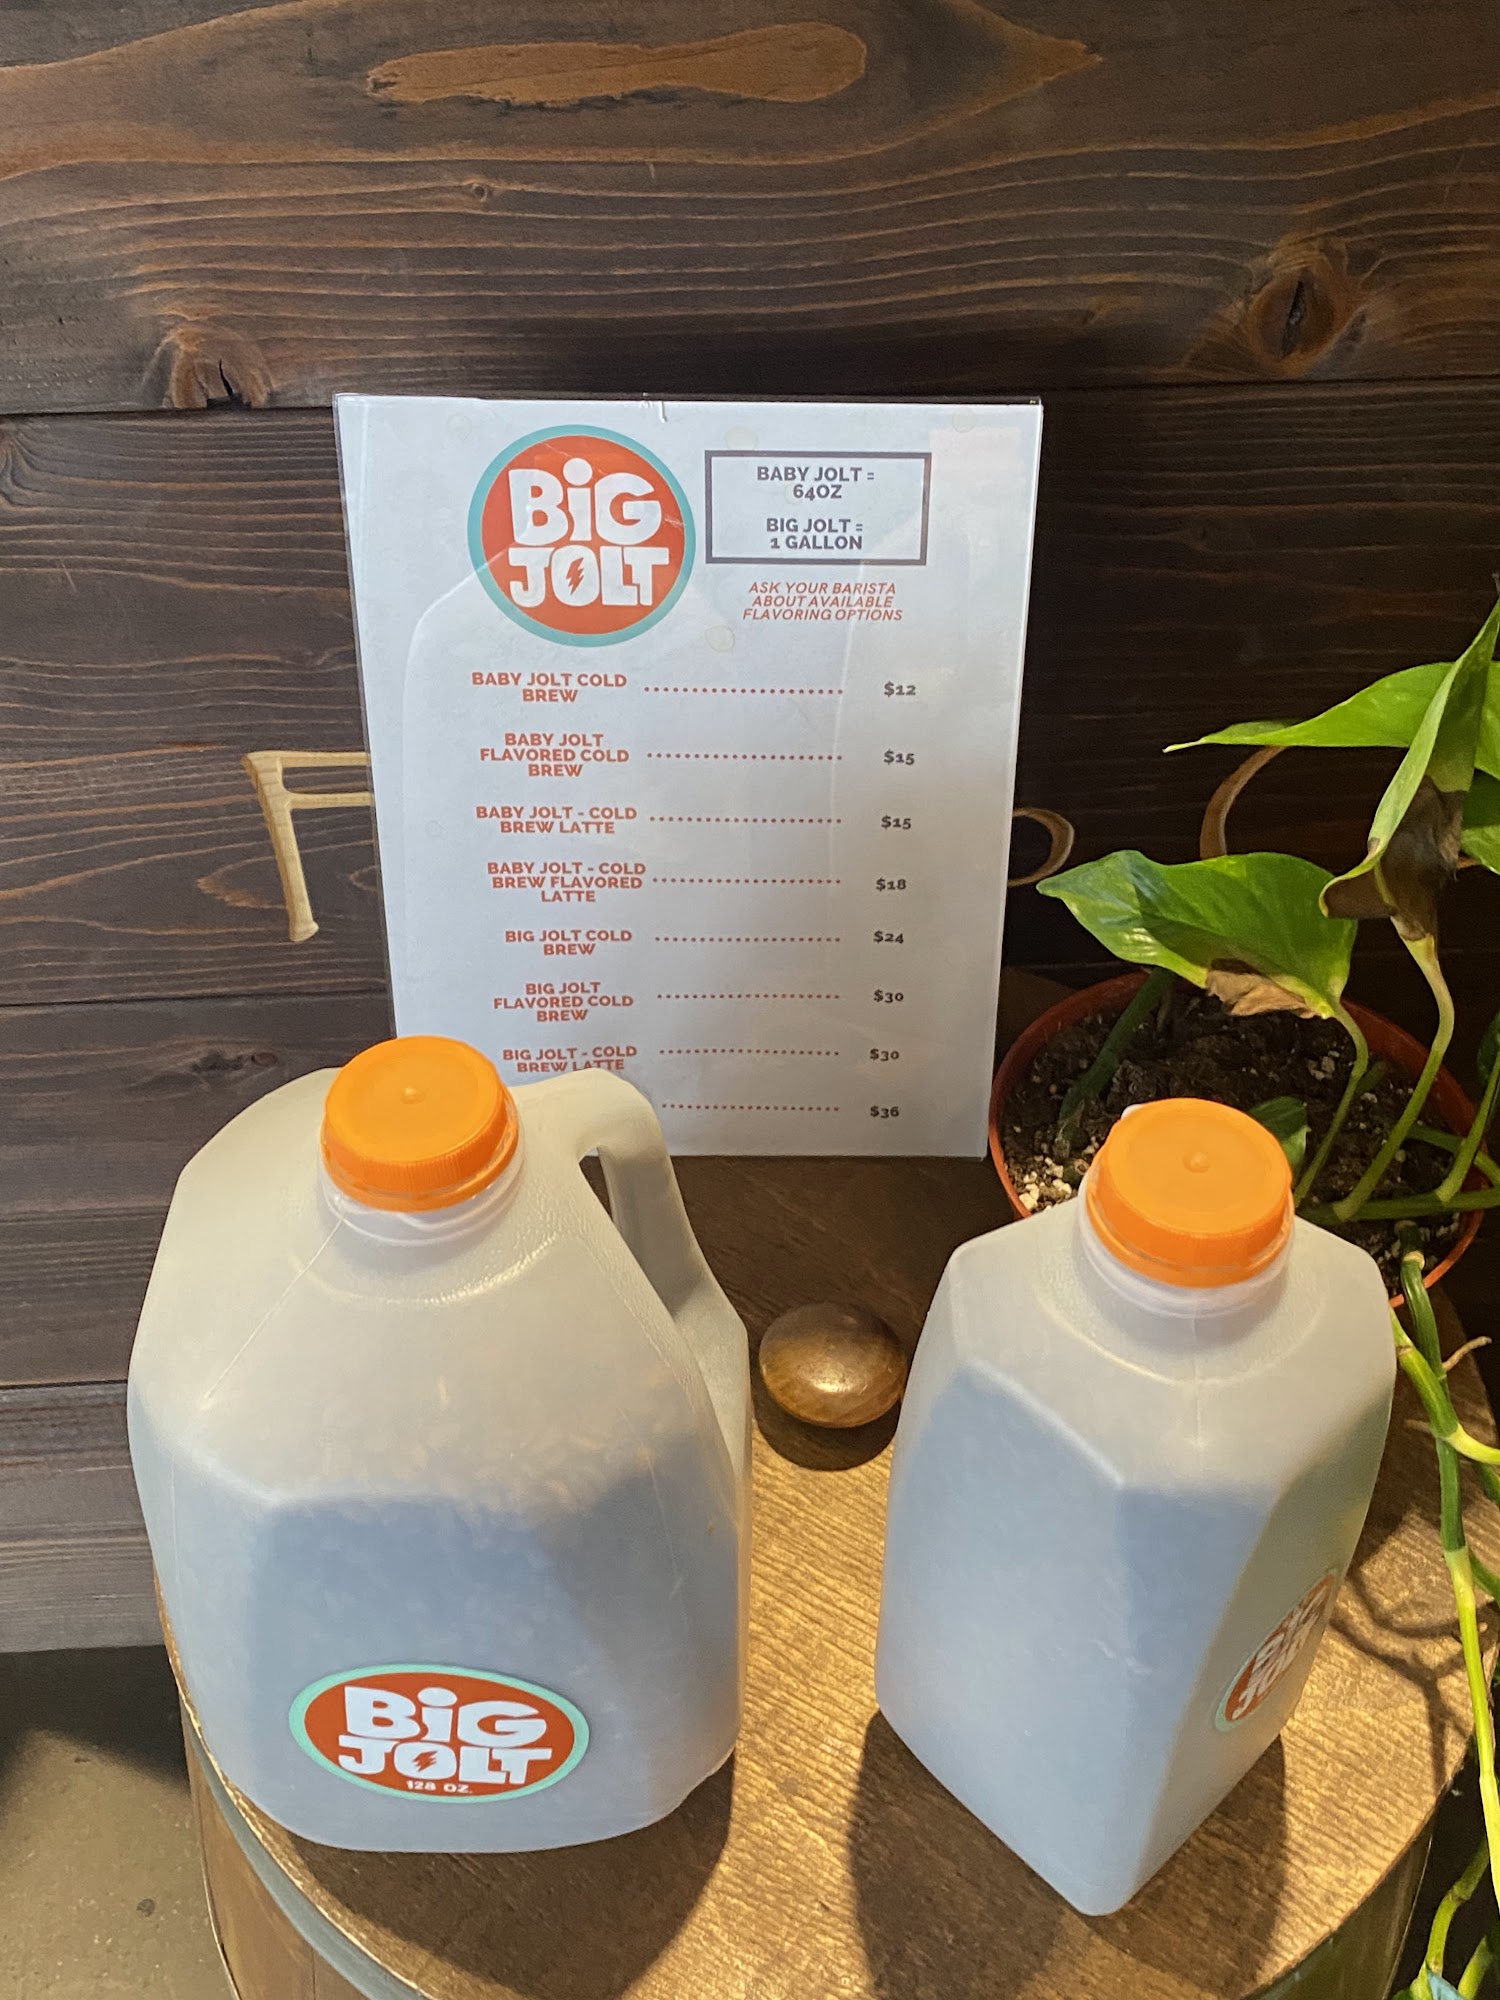 BiG
JOLT
BABY JOLT =
64OZ
BIG JOLT =
1 GALLON
ASK YOUR BARISTA
ABOUT AVAILABLE
FLAVORING OPTIONS
BABY JOLT COLD
BREW ........................ $12
BABY JOLT
FLAVORED COLD
BREW ........................ $15
BABY JOLT - COLD
BREW LATTE ........................ $15
BABY JOLT - COLD
BREW FLAVORED
LATTE ........................ $18
BIG JOLT COLD
BREW ........................ $24
BIG JOLT
FLAVORED COLD
BREW ........................ $30
BIG JOLT - COLD
BREW LATTE ........................ $30
........................ $36
BiG
JOLT
128 OZ.
BiG
JOLT